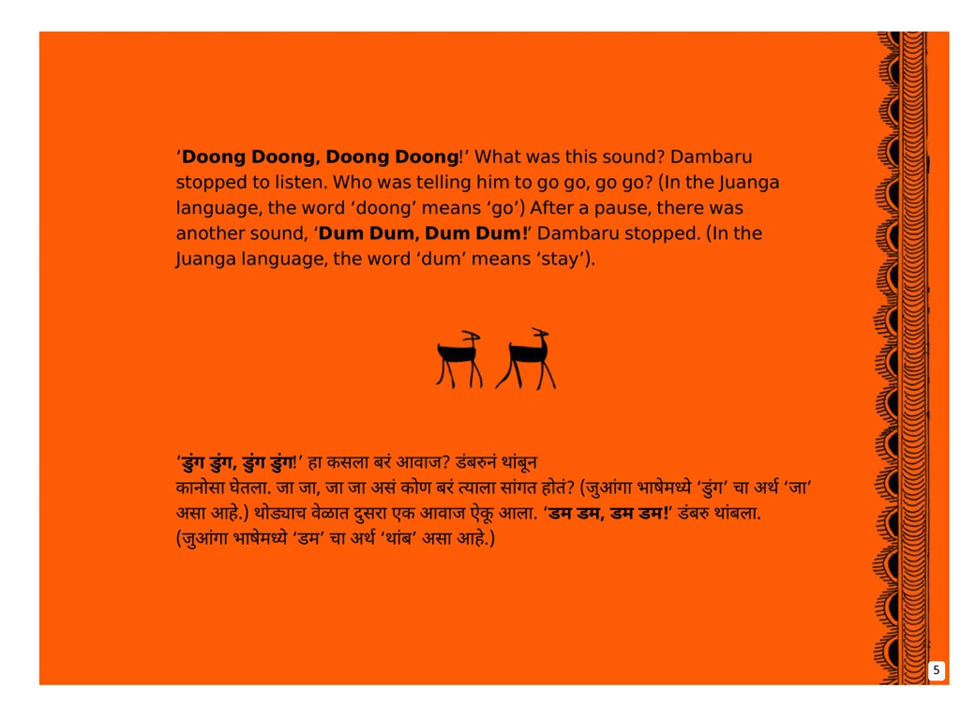 ‘Doong Doong, Doong Doong!’ What was this sound? Dambaru
stopped to listen. Who was telling him to go go, go go? (In the Juanga
language, the word ‘doong’ means ‘go’) After a pause, there was
another sound, ‘Dum Dum, Dum Dum!’ Dambaru stopped. (In the
Juanga language, the word ‘dum’ means ‘stay’).
‘डुंग डुंग, डुंग डुंग!’ हा कसला बरं आवाज? डंबरुनं थांबून
कानोसा घेतला. जा जा, जा जा असं कोण बरं त्याला सांगत होतं? (जुआंगा भाषेमध्ये ‘डुंग’ चा अर्थ ‘जा’
असा आहे.) थोड्याच वेळात दुसरा एक आवाज ऐकू आला. ‘डम डम, डम डम!’ डंबरु थांबला.
(जुआंगा भाषेमध्ये ‘डम’ चा अर्थ ‘थांब’ असा आहे.)
5